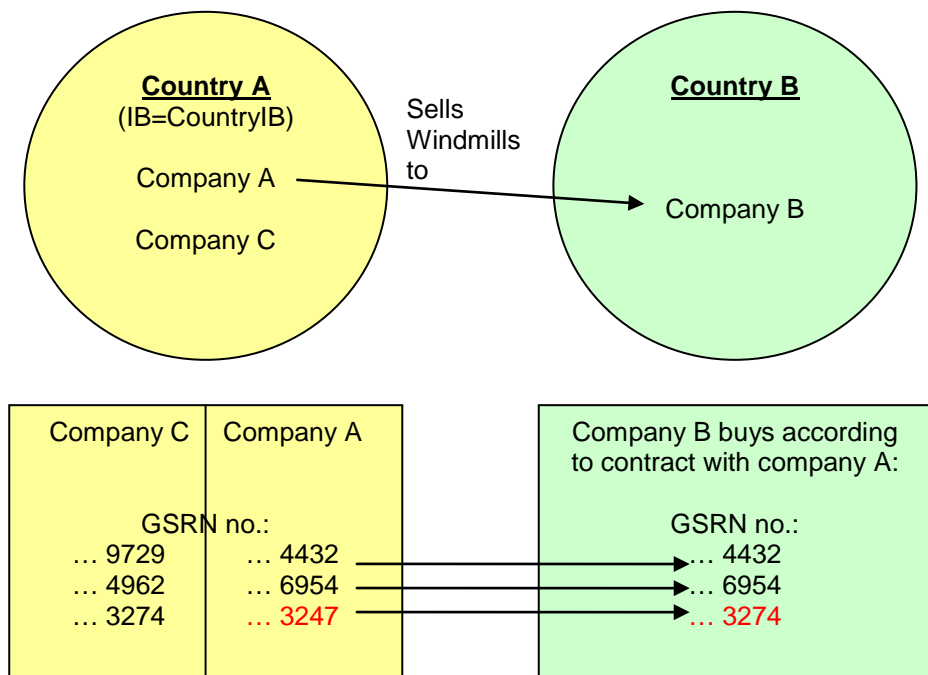 Country A
(IB=CountryIB)
Company A
Company C
Sells
Windmills
to
Country B
Company B
Company C
Company A
GSRN no.:
… 9729
… 4432
… 4962
… 6954
… 3274
… 3247
Company B buys according
to contract with company A:
GSRN no.:
… 4432
… 6954
… 3274